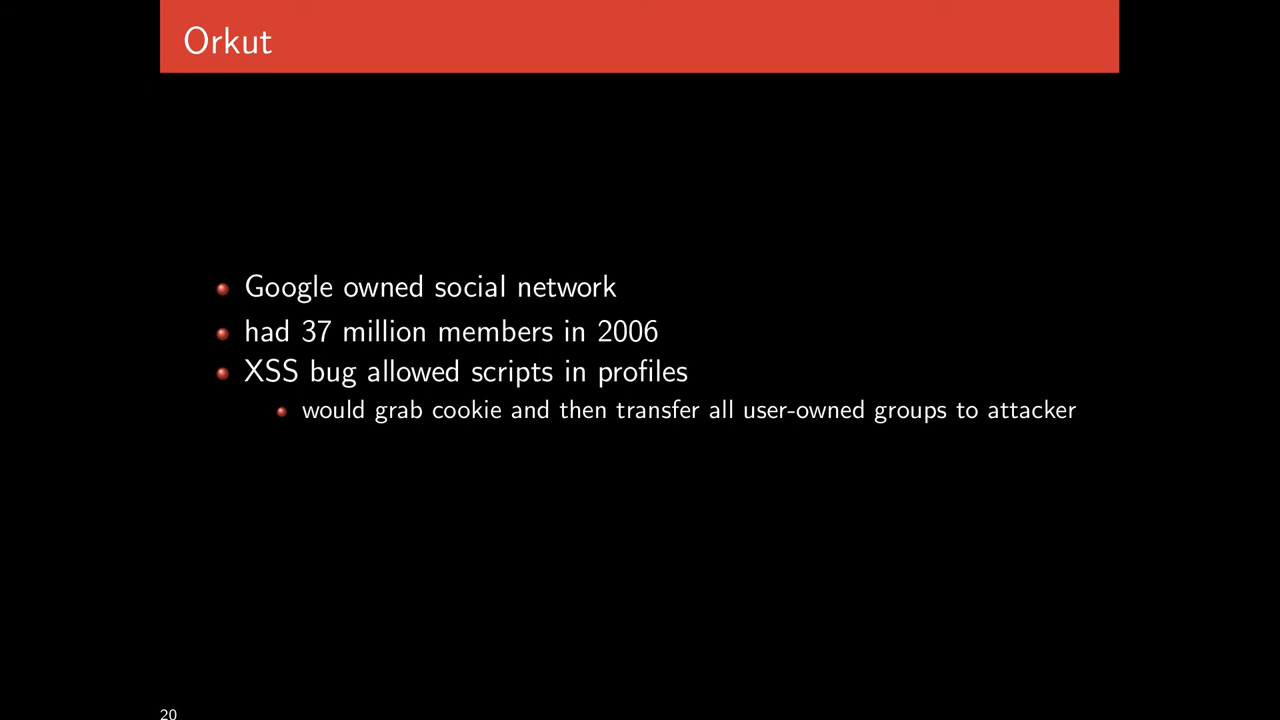 Orkut
Google owned social network
had 37 million members in 2006
XSS bug allowed scripts in profiles
would grab cookie and then transfer all user-owned groups to attacker
20